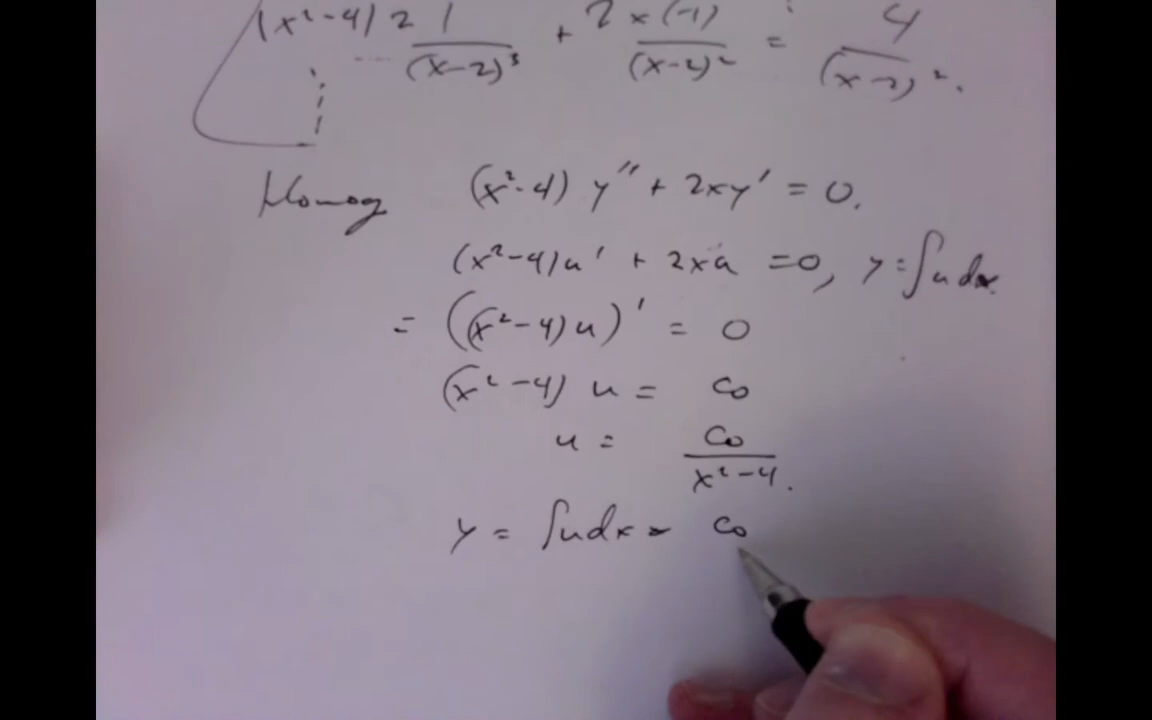 (x²-4) 2 1/(x-2)³ + 2x(-1)/(x-2)² = 4/(x-2)².
Homog (x²-4) y'' + 2xy' = 0.
(x²-4)u' + 2xu = 0, y = ∫u dx.
= ((x²-4)u)' = 0
(x²-4) u = c₀
u = c₀/(x²-4).
y = ∫u dx = c₀